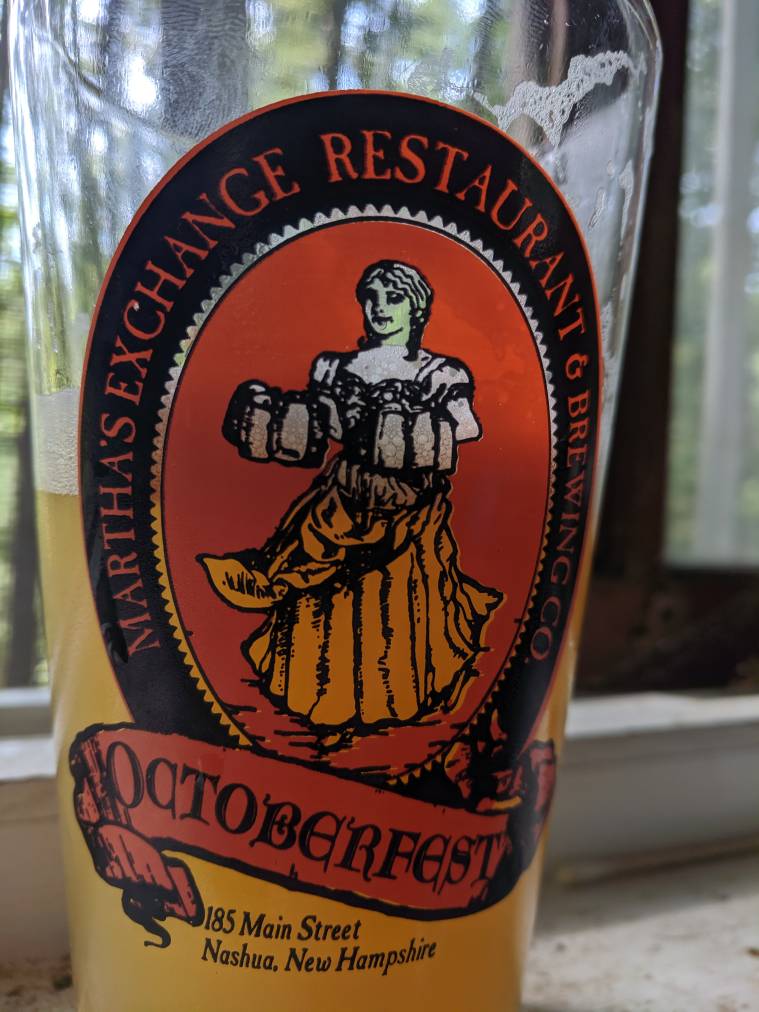 MARTHA'S EXCHANGE RESTAURANT & BREWING CO.
OCTOBERFEST
185 Main Street
Nashua, New Hampshire